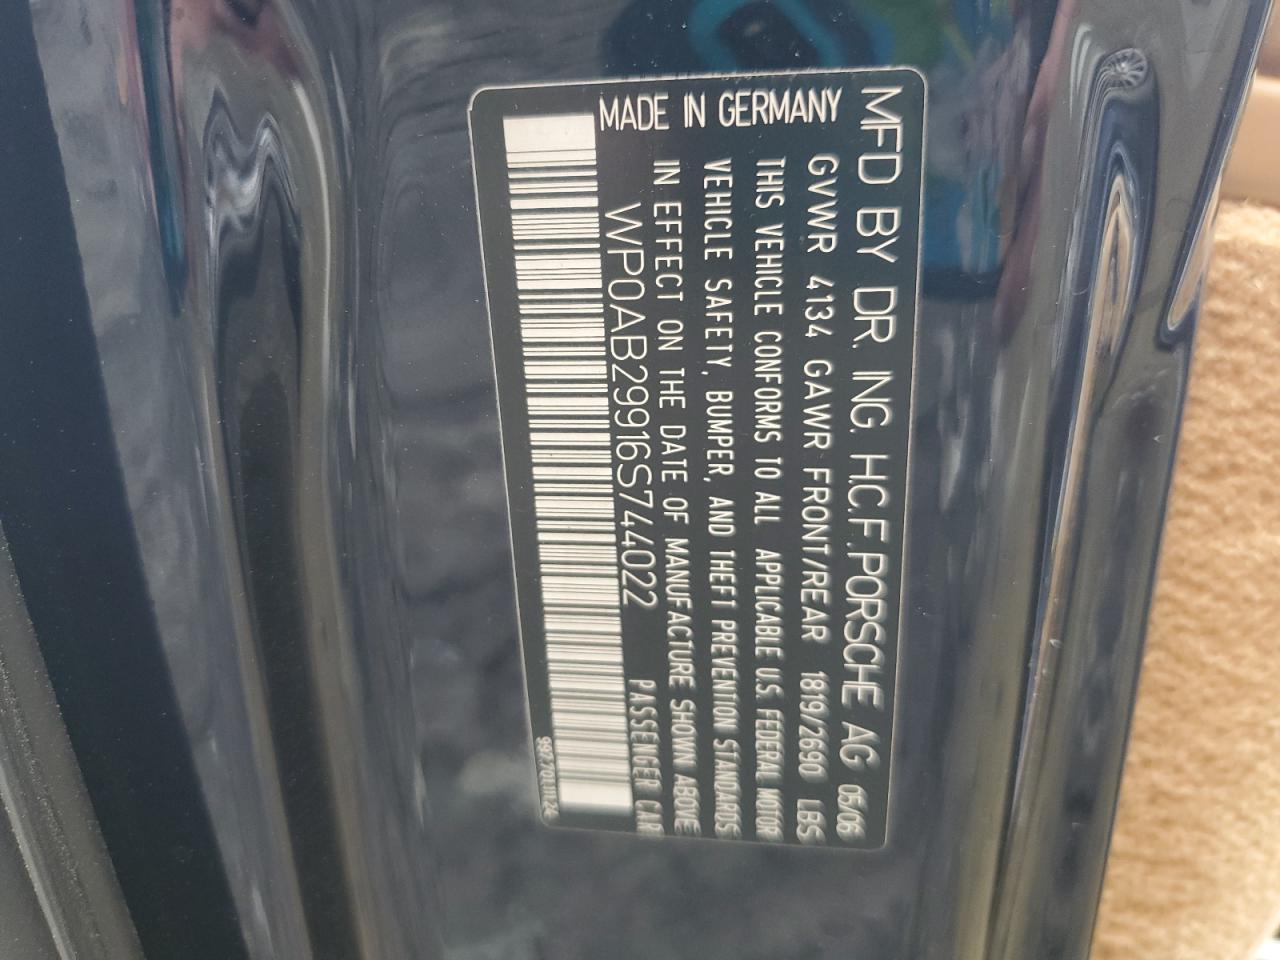 MFD BY DR. ING. H.C.F.PORSCHE AG 05/06
GVWR 4134 GAWR FRONT/REAR 1819/2690 LBS
THIS VEHICLE CONFORMS TO ALL APPLICABLE U.S. FEDERAL MOTOR
VEHICLE SAFETY, BUMPER, AND THEFT PREVENTION STANDARDS
IN EFFECT ON THE DATE OF MANUFACTURE SHOWN ABOVE
MADE IN GERMANY WP0AB29916S744022 PASSENGER CAR